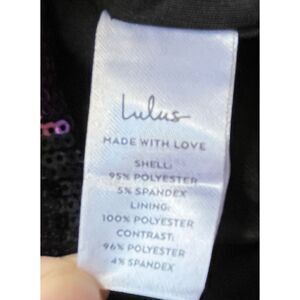 Lulus
MADE WITH LOVE
SHELL:
95% POLYESTER
5% SPANDEX
LINING:
100% POLYESTER
CONTRAST:
96% POLYESTER
4% SPANDEX